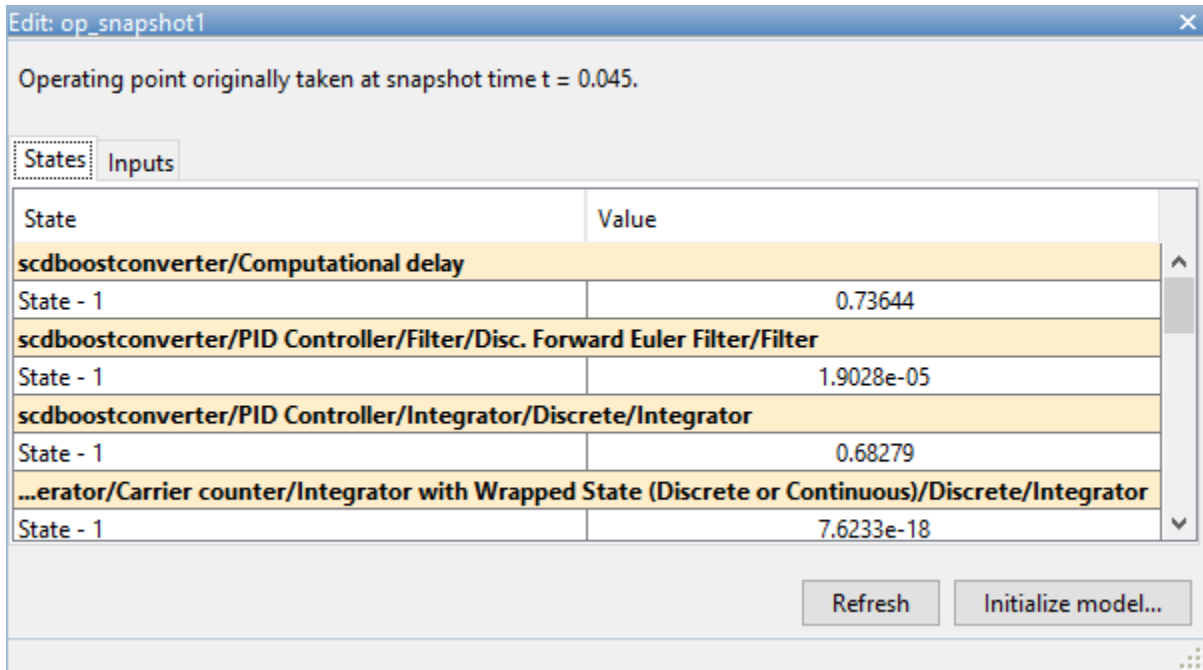 Edit: op_snapshot1
Operating point originally taken at snapshot time t = 0.045.
States Inputs
State Value
scdboostconverter/Computational delay
State - 1 0.73644
scdboostconverter/PID Controller/Filter/Disc. Forward Euler Filter/Filter
State - 1 1.9028e-05
scdboostconverter/PID Controller/Integrator/Discrete/Integrator
State - 1 0.68279
...erator/Carrier counter/Integrator with Wrapped State (Discrete or Continuous)/Discrete/Integrator
State - 1 7.6233e-18
Refresh Initialize model...